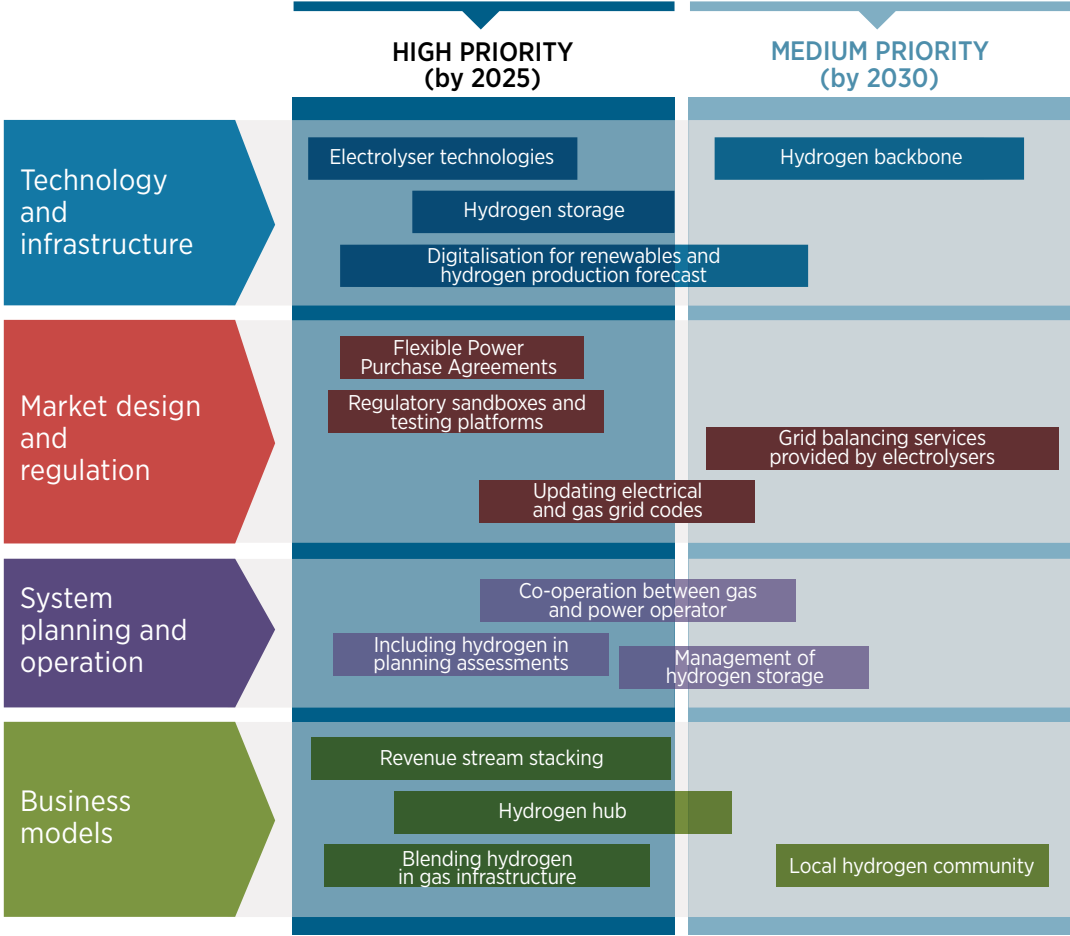 HIGH PRIORITY
(by 2025)
MEDIUM PRIORITY
(by 2030)
Technology
and
infrastructure
Electrolyser technologies
Hydrogen backbone
Hydrogen storage
Digitalisation for renewables and
hydrogen production forecast
Market design
and
regulation
Flexible Power
Purchase Agreements
Regulatory sandboxes and
testing platforms
Grid balancing services
provided by electrolysers
Updating electrical
and gas grid codes
System
planning and
operation
Co-operation between gas
and power operator
Including hydrogen in
planning assessments
Management of
hydrogen storage
Business
models
Revenue stream stacking
Hydrogen hub
Blending hydrogen
in gas infrastructure
Local hydrogen community